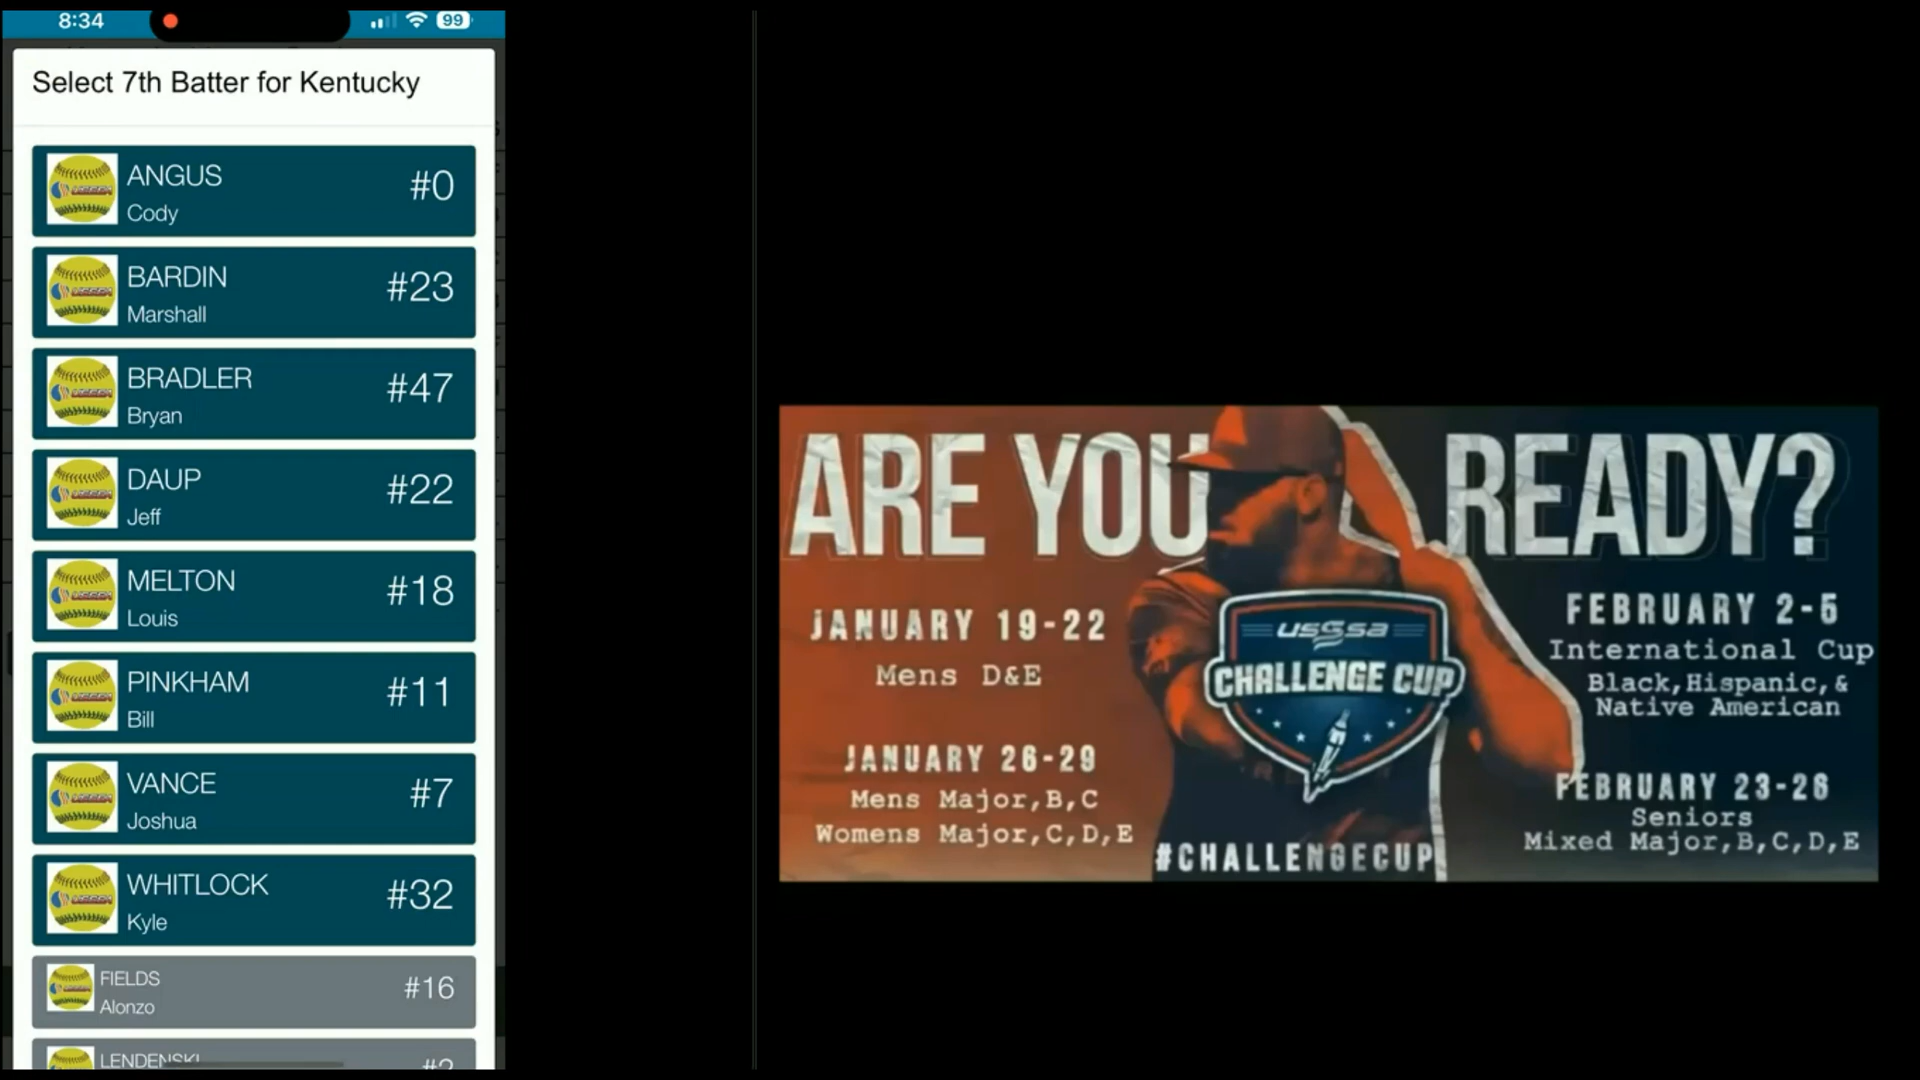 8:34
99
Select 7th Batter for Kentucky
ANGUS
Cody
#0
BARDIN
Marshall
#23
BRADLER
Bryan
#47
DAUP
Jeff
#22
MELTON
Louis
#18
PINKHAM
Bill
#11
VANCE
Joshua
#7
WHITLOCK
Kyle
#32
FIELDS
Alonzo
#16
LENDENSKI
#2
ARE YOU READY?
JANUARY 19-22
Mens D&E
JANUARY 26-29
Mens Major,B,C
Womens Major,C,D,E
usssa
CHALLENGE CUP
#CHALLENGECUP
FEBRUARY 2-5
International Cup
Black,Hispanic,&
Native American
FEBRUARY 23-26
Seniors
Mixed Major,B,C,D,E